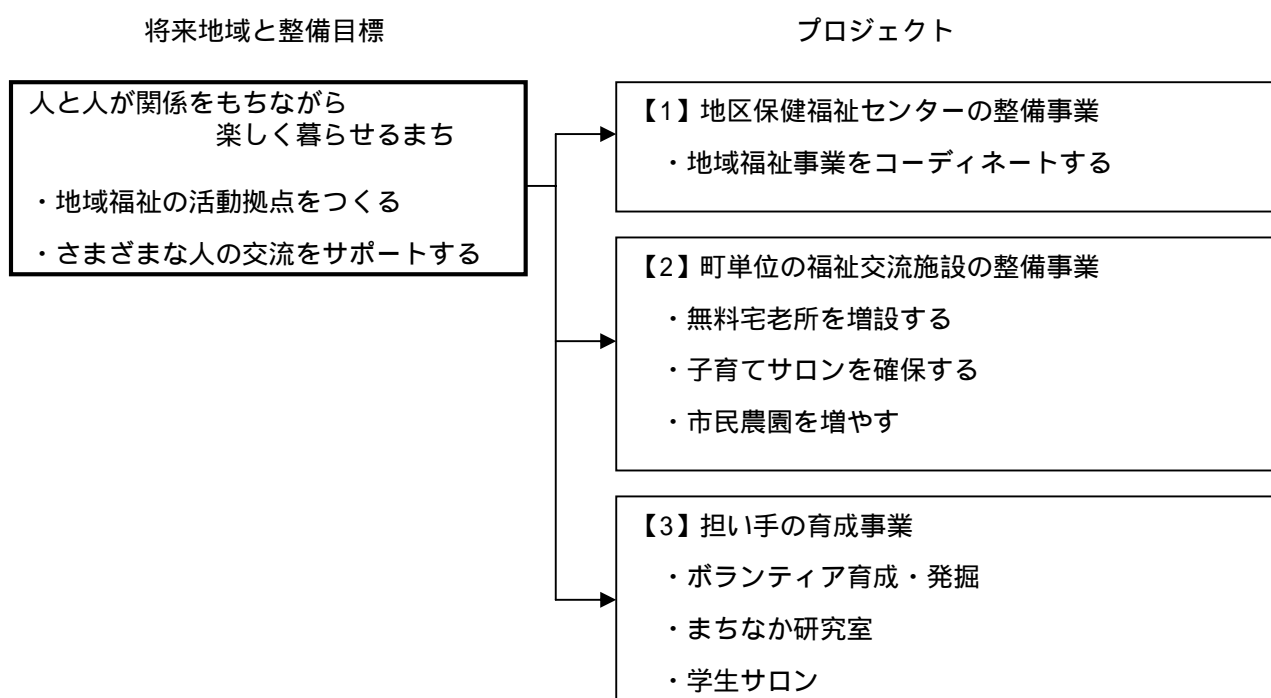 将来地域と整備目標
プロジェクト
人と人が関係をもちながら
楽しく暮らせるまち
・地域福祉の活動拠点をつくる
・さまざまな人の交流をサポートする
【1】地区保健福祉センターの整備事業
・地域福祉事業をコーディネートする
【2】町単位の福祉交流施設の整備事業
・無料宅老所を増設する
・子育てサロンを確保する
・市民農園を増やす
【3】担い手の育成事業
・ボランティア育成・発掘
・まちなか研究室
・学生サロン